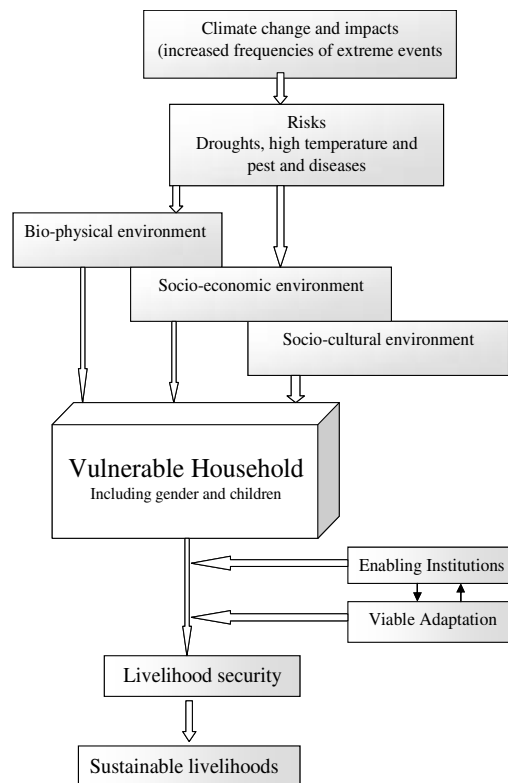 Climate change and impacts
(increased frequencies of extreme events
Risks
Droughts, high temperature and
pest and diseases
Bio-physical environment
Socio-economic environment
Socio-cultural environment
Vulnerable Household
Including gender and children
Enabling Institutions
Viable Adaptation
Livelihood security
Sustainable livelihoods